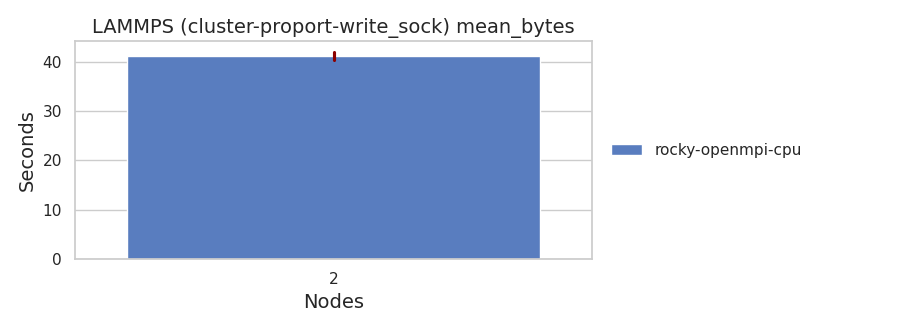 LAMMPS (cluster-proport-write_sock) mean_bytes
Seconds
40
30
20
10
0
2
Nodes
rocky-openmpi-cpu